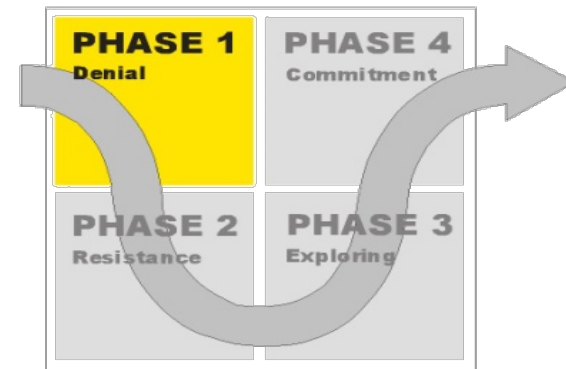 PHASE 1
Denial
PHASE 4
Commitment
PHASE 2
Resistance
PHASE 3
Exploring